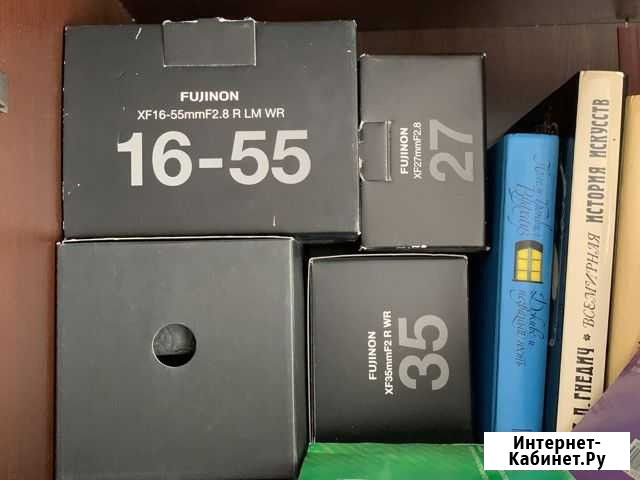 FUJINON
XF16-55mmF2.8 R LM WR
16-55
FUJINON
XF27mmF2.8
27
FUJINON
XF35mmF2 R WR
35
П. ГНЕДИЧ * ВСЕМИРНАЯ ИСТОРИЯ ИСКУССТВ
Интернет-
Кабинет.Ру